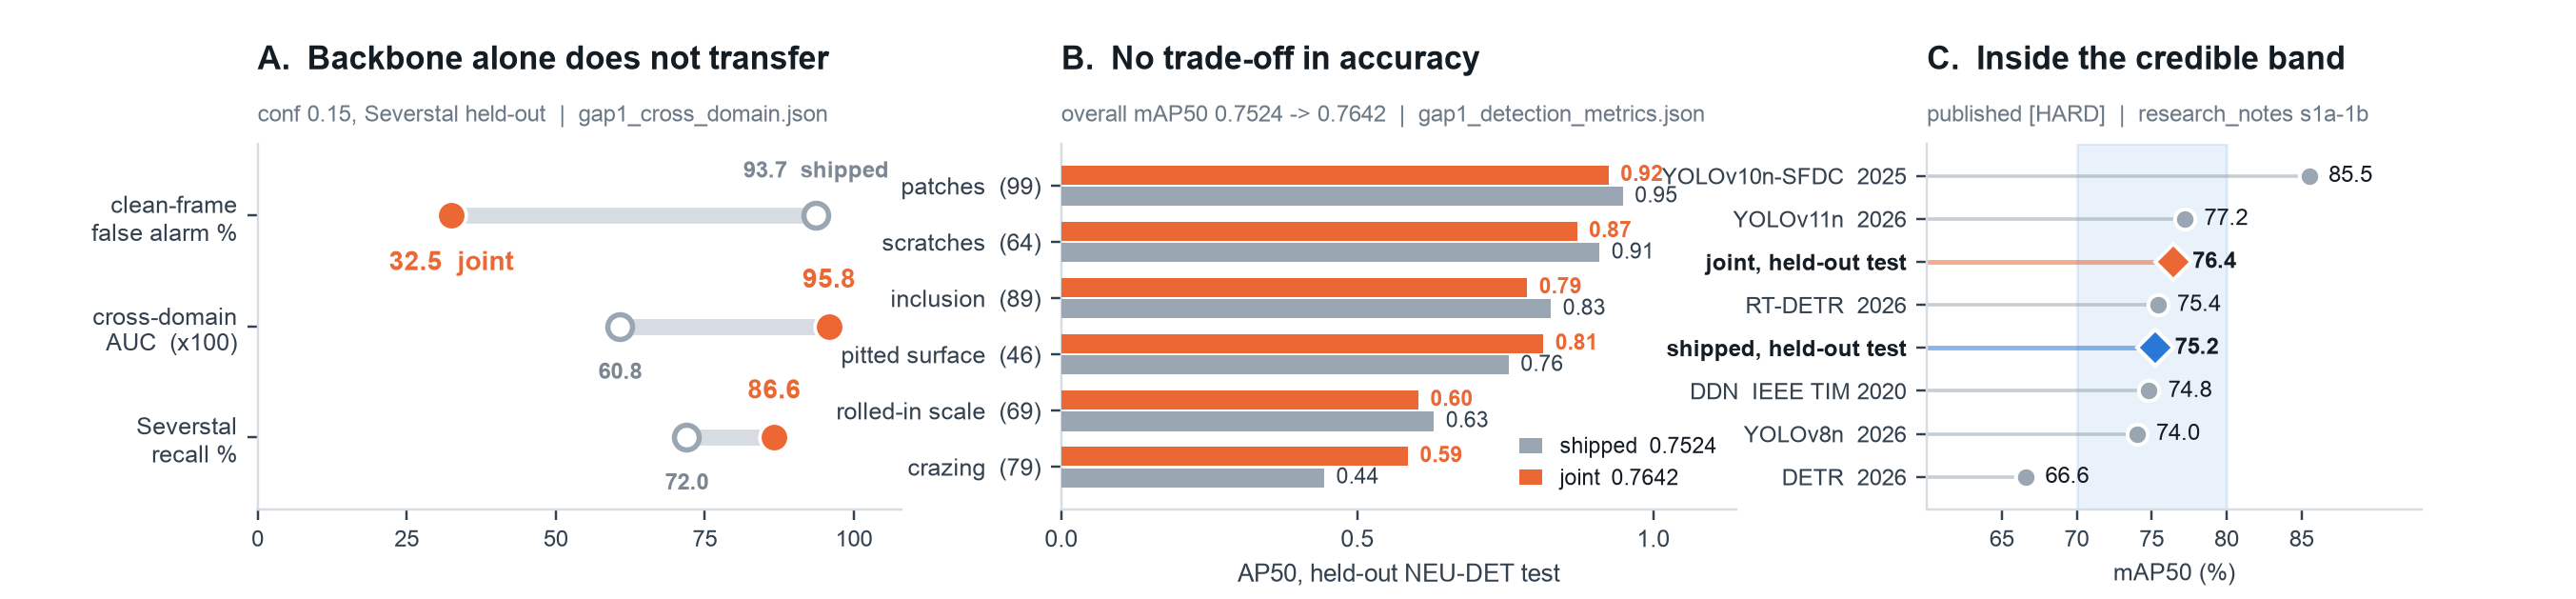 A.  Backbone alone does not transfer
conf 0.15, Severstal held-out  |  gap1_cross_domain.json
93.7  shipped
clean-frame
false alarm %
32.5  joint
95.8
cross-domain
AUC  (x100)
60.8
86.6
Severstal
recall %
72.0
0
25
50
75
100
B.  No trade-off in accuracy
overall mAP50 0.7524 -> 0.7642  |  gap1_detection_metrics.json
patches  (99)
0.92
0.95
scratches  (64)
0.87
0.91
inclusion  (89)
0.79
0.83
pitted surface  (46)
0.81
0.76
rolled-in scale  (69)
0.60
0.63
crazing  (79)
0.59
0.44
shipped  0.7524
joint  0.7642
0.0
0.5
1.0
AP50, held-out NEU-DET test
C.  Inside the credible band
published [HARD]  |  research_notes s1a-1b
YOLOv10n-SFDC  2025
85.5
YOLOv11n  2026
77.2
joint, held-out test
76.4
RT-DETR  2026
75.4
shipped, held-out test
75.2
DDN  IEEE TIM 2020
74.8
YOLOv8n  2026
74.0
DETR  2026
66.6
65
70
75
80
85
mAP50 (%)